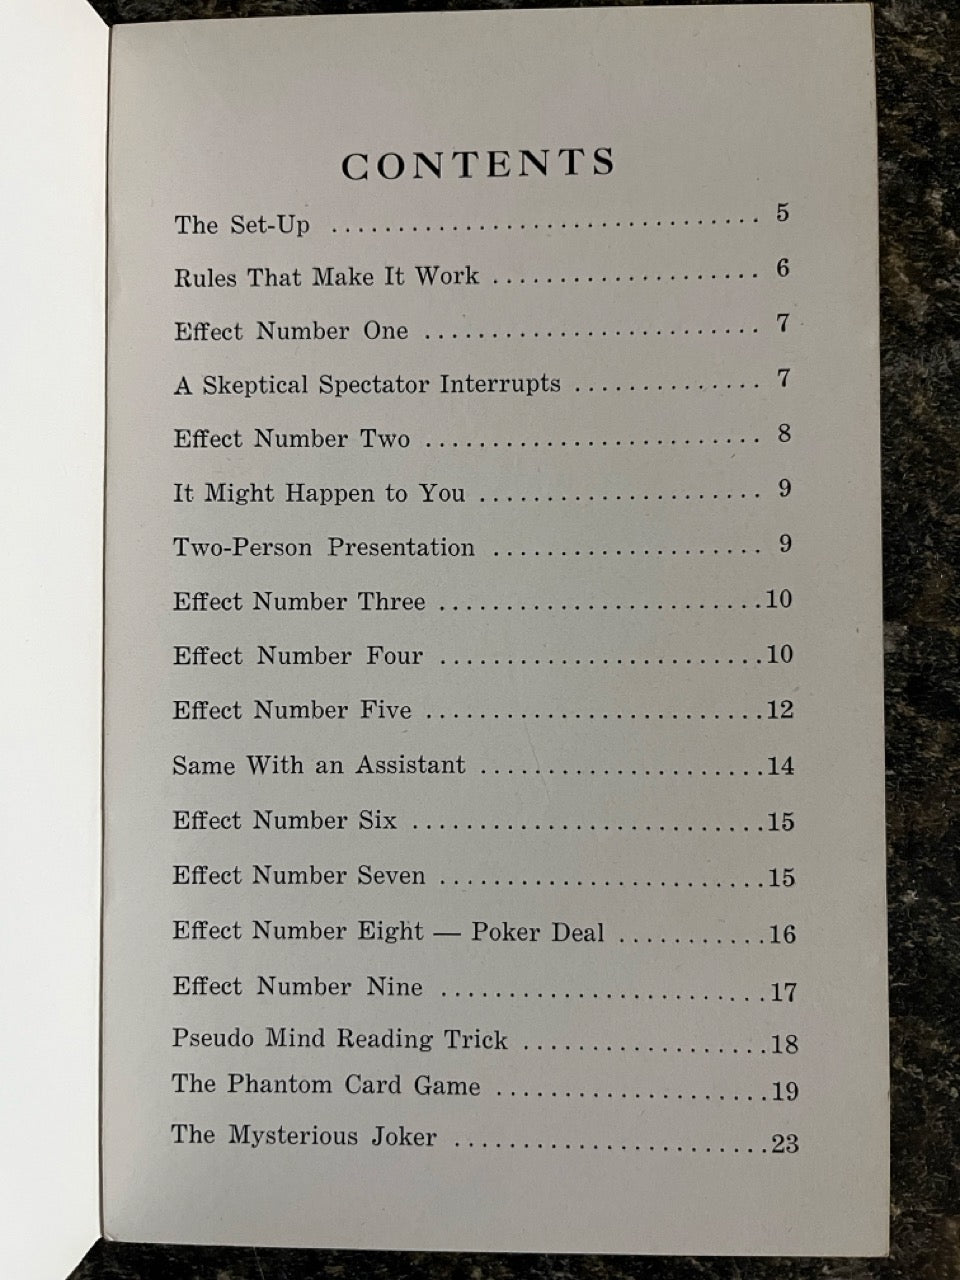 CONTENTS
The Set-Up ................................ 5
Rules That Make It Work .................... 6
Effect Number One ......................... 7
A Skeptical Spectator Interrupts .............. 7
Effect Number Two ......................... 8
It Might Happen to You ..................... 9
Two-Person Presentation .................... 9
Effect Number Three ........................10
Effect Number Four ........................10
Effect Number Five .........................12
Same With an Assistant .....................14
Effect Number Six ..........................15
Effect Number Seven ........................15
Effect Number Eight — Poker Deal ...........16
Effect Number Nine ........................17
Pseudo Mind Reading Trick ..................18
The Phantom Card Game ....................19
The Mysterious Joker .......................23